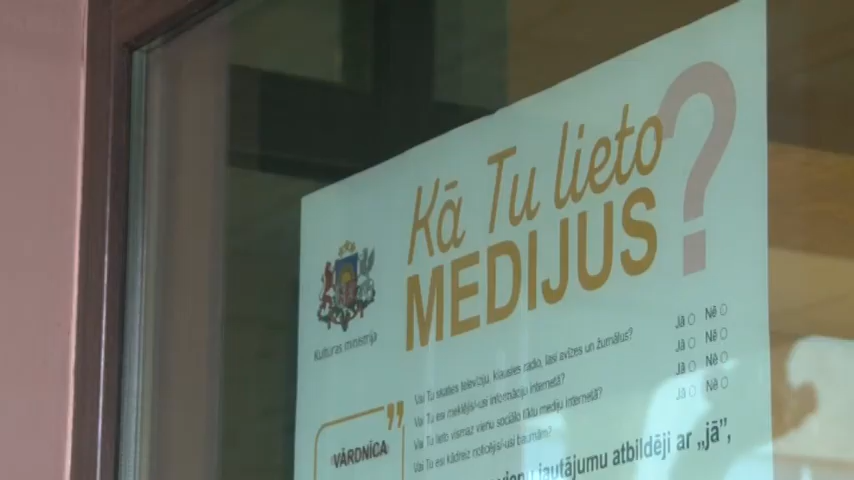 Kā Tu lieto
MEDIJUS?
Kultūras ministrija
Vai Tu skaties televīziju, klausies radio, lasi avīzes un žurnālus? Jā Nē
Vai Tu esi meklējis/-usi informāciju internetā? Jā Nē
Vai Tu lieto vismaz vienu sociālo tīklu mediju internetā? Jā Nē
Vai Tu esi kādreiz noticējis/-usi baumām? Jā Nē
jautājumu atbildēji ar „jā”,
VĀRDNĪCA